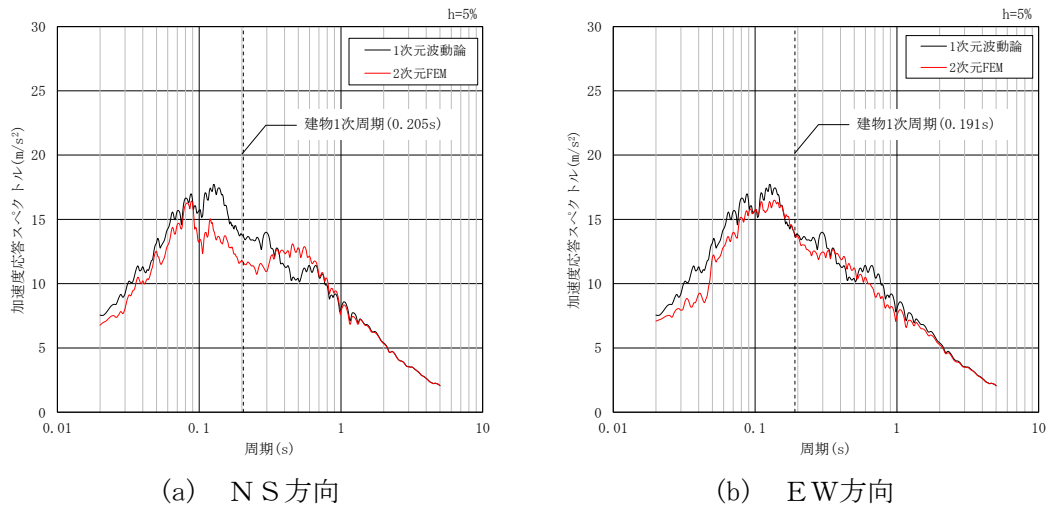 h=5%
30
25
20
15
10
5
0
加速度応答スペクトル(m/s²)
1次元波動論
2次元FEM
建物1次周期(0.205s)
0.01
0.1
1
10
周期(s)
(a) NS方向
h=5%
30
25
20
15
10
5
0
加速度応答スペクトル(m/s²)
1次元波動論
2次元FEM
建物1次周期(0.191s)
0.01
0.1
1
10
周期(s)
(b) EW方向